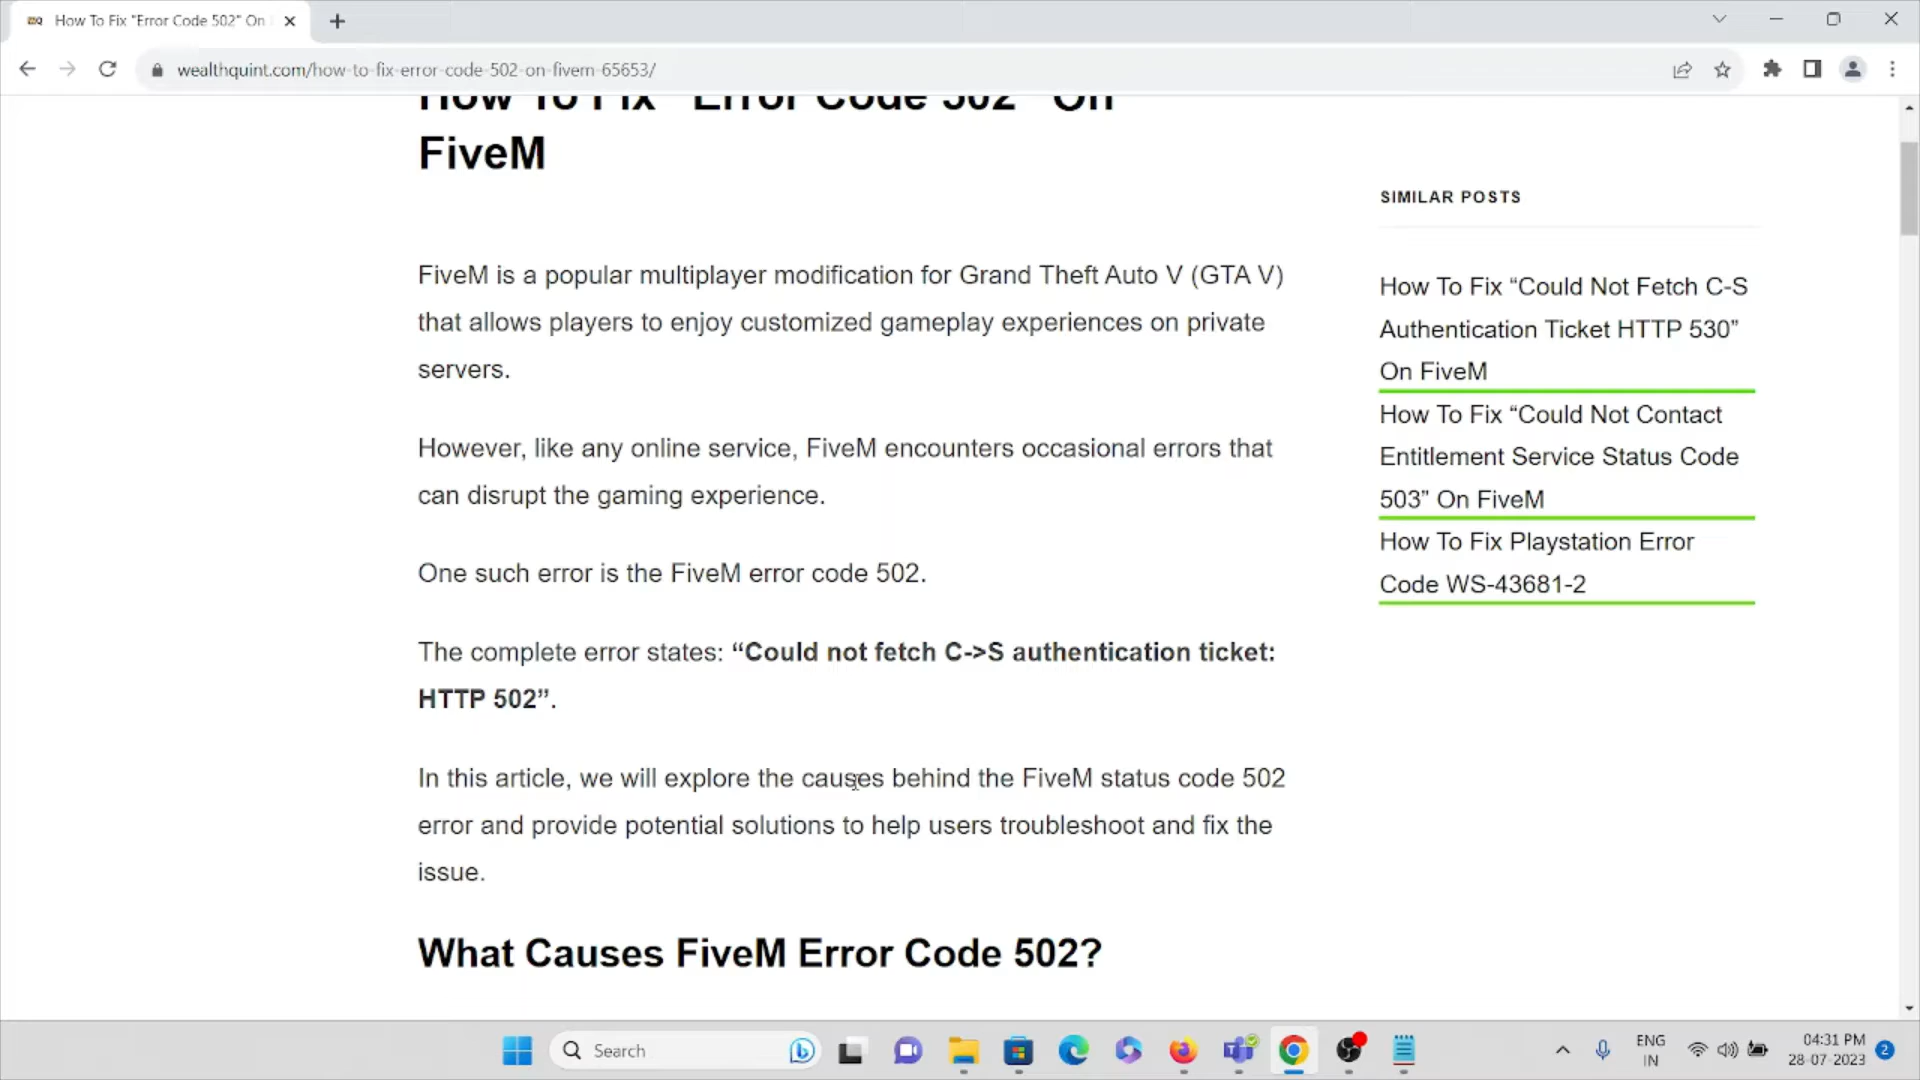 How To Fix "Error Code 502" On
wealthquint.com/how-to-fix-error-code-502-on-fivem-65653/
How To Fix "Error Code 502" On
FiveM
FiveM is a popular multiplayer modification for Grand Theft Auto V (GTA V)
that allows players to enjoy customized gameplay experiences on private
servers.
However, like any online service, FiveM encounters occasional errors that
can disrupt the gaming experience.
One such error is the FiveM error code 502.
The complete error states: “Could not fetch C->S authentication ticket:
HTTP 502”.
In this article, we will explore the causes behind the FiveM status code 502
error and provide potential solutions to help users troubleshoot and fix the
issue.
What Causes FiveM Error Code 502?
SIMILAR POSTS
How To Fix “Could Not Fetch C-S
Authentication Ticket HTTP 530”
On FiveM
How To Fix “Could Not Contact
Entitlement Service Status Code
503” On FiveM
How To Fix Playstation Error
Code WS-43681-2
Search
ENG
IN
04:31 PM
28-07-2023
2